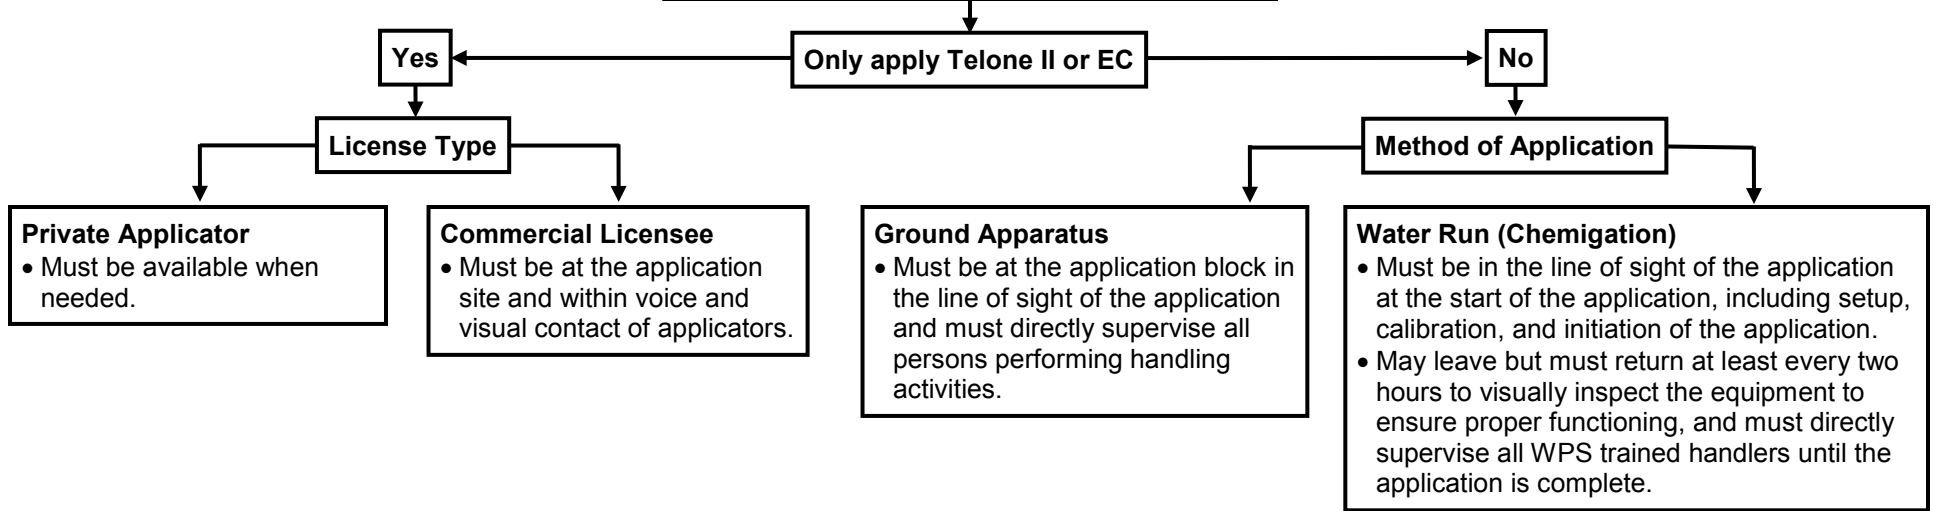 Yes
Only apply Telone II or EC
No
License Type
Method of Application
Private Applicator
• Must be available when
needed.
Commercial Licensee
• Must be at the application
site and within voice and
visual contact of applicators.
Ground Apparatus
• Must be at the application block in
the line of sight of the application
and must directly supervise all
persons performing handling
activities.
Water Run (Chemigation)
• Must be in the line of sight of the application
at the start of the application, including setup,
calibration, and initiation of the application.
• May leave but must return at least every two
hours to visually inspect the equipment to
ensure proper functioning, and must directly
supervise all WPS trained handlers until the
application is complete.